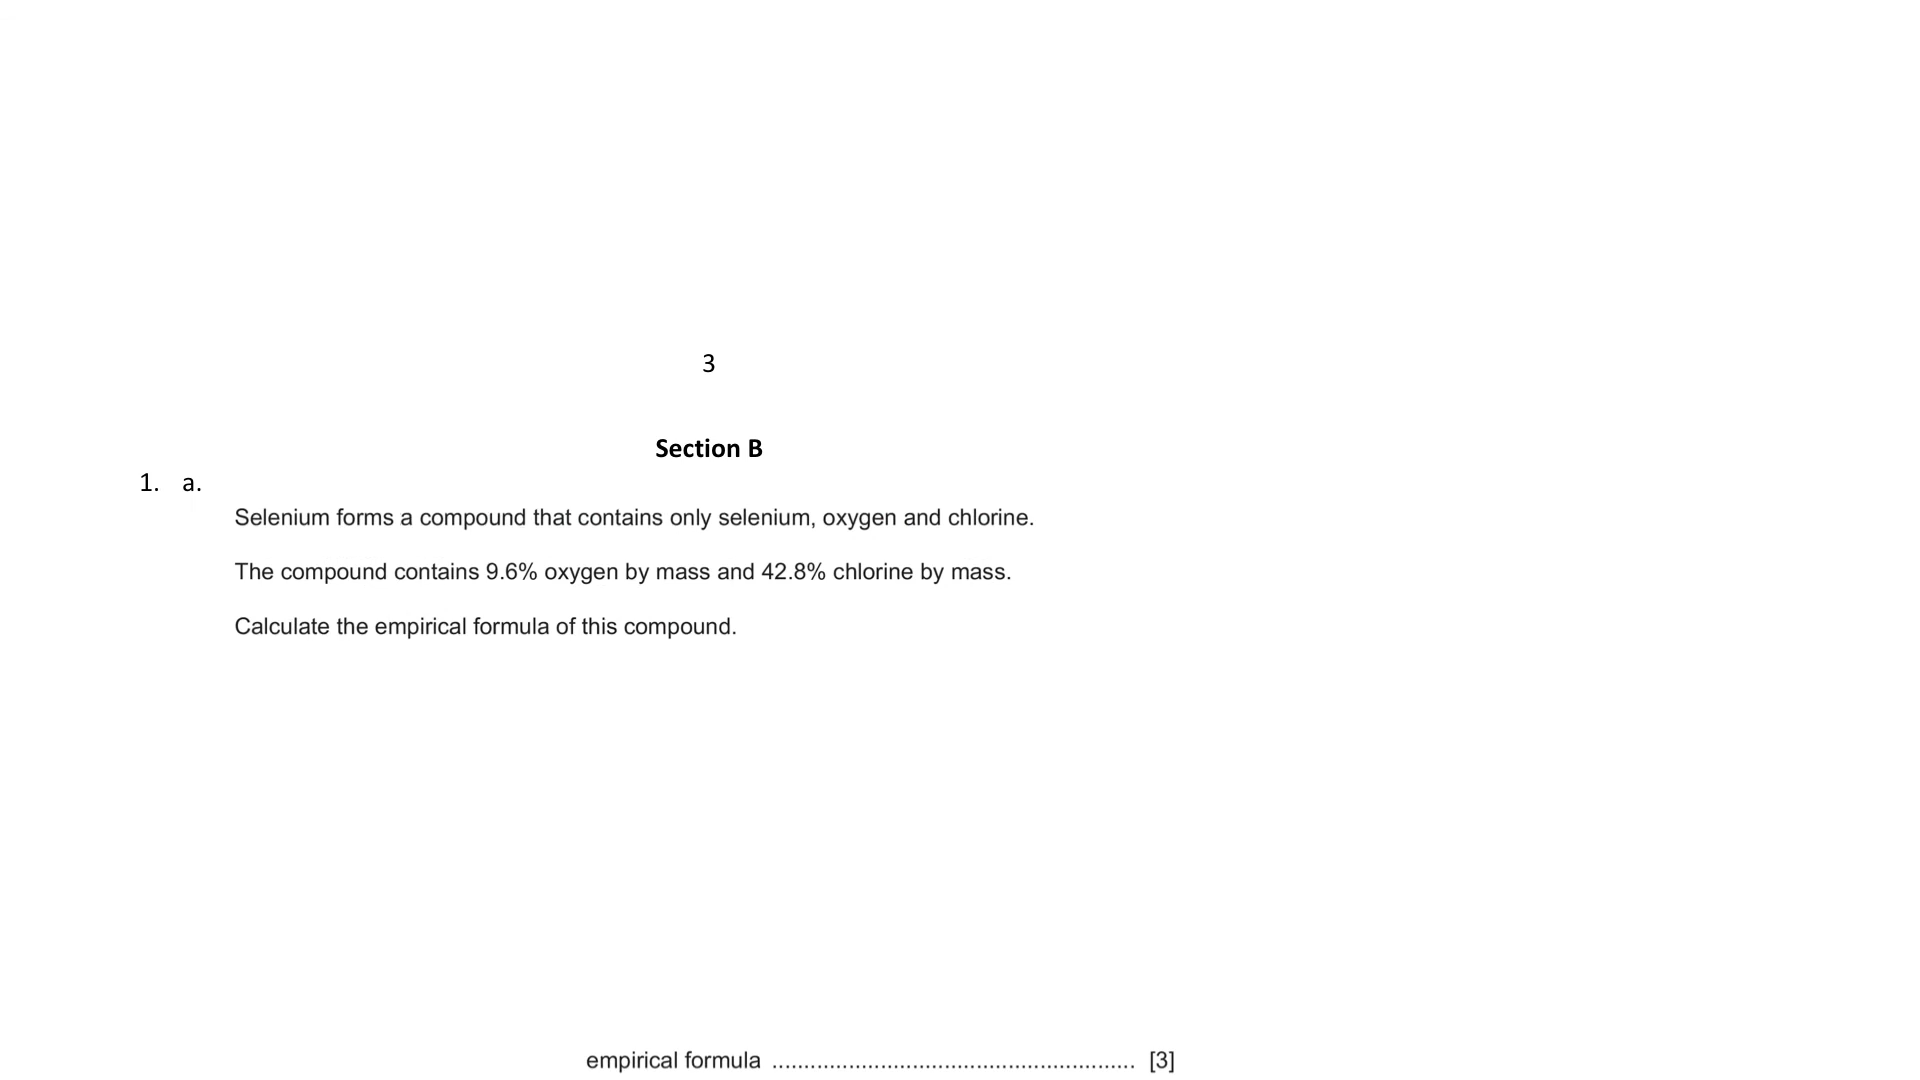 3
Section B
1. a.
Selenium forms a compound that contains only selenium, oxygen and chlorine.
The compound contains 9.6% oxygen by mass and 42.8% chlorine by mass.
Calculate the empirical formula of this compound.
empirical formula ......................................................... [3]